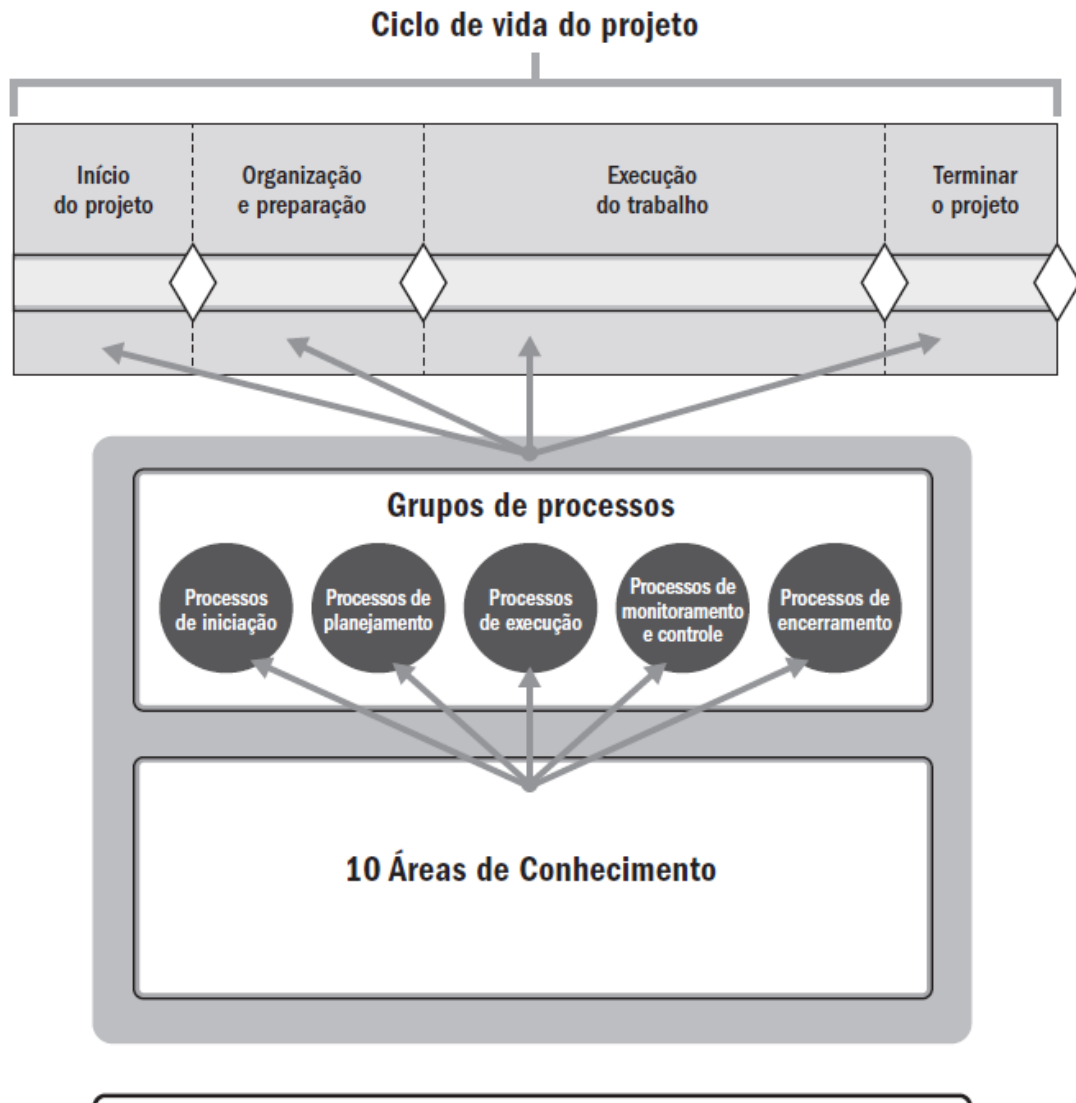 Ciclo de vida do projeto
Início
do projeto
Organização
e preparação
Execução
do trabalho
Terminar
o projeto
Grupos de processos
Processos
de iniciação
Processos de
planejamento
Processos
de execução
Processos de
monitoramento
e controle
Processos de
encerramento
10 Áreas de Conhecimento